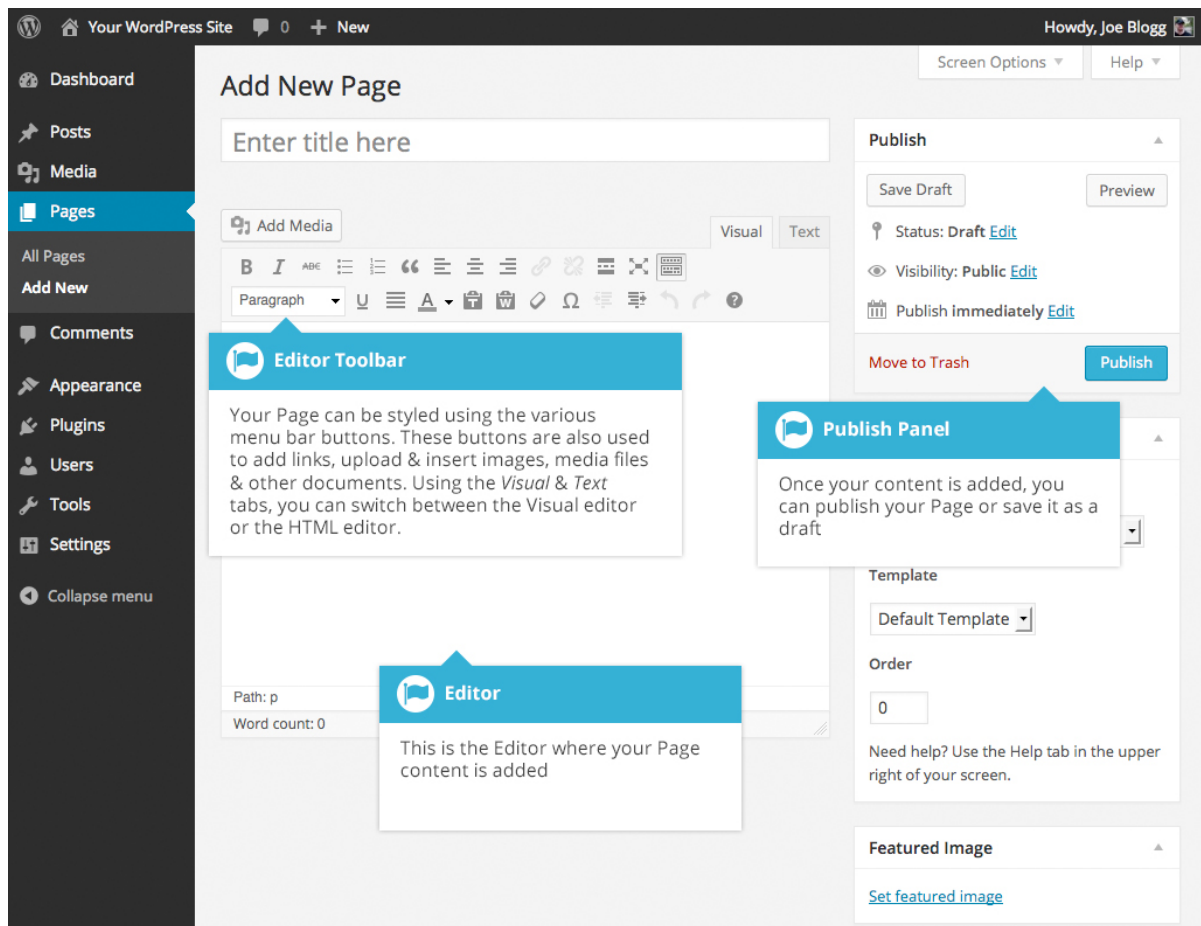 Your WordPress Site 0 + New
Howdy, Joe Blogg
Screen Options
Help
Dashboard
Posts
Media
Pages
All Pages
Add New
Comments
Appearance
Plugins
Users
Tools
Settings
Collapse menu
Add New Page
Enter title here
Add Media
Visual
Text
B I ABC
Paragraph U A T W Ω ?
Editor Toolbar
Your Page can be styled using the various
menu bar buttons. These buttons are also used
to add links, upload & insert images, media files
& other documents. Using the Visual & Text
tabs, you can switch between the Visual editor
or the HTML editor.
Path: p
Word count: 0
Editor
This is the Editor where your Page
content is added
Publish
Save Draft
Preview
Status: Draft Edit
Visibility: Public Edit
Publish immediately Edit
Move to Trash
Publish
Publish Panel
Once your content is added, you
can publish your Page or save it as a
draft
Template
Default Template
Order
0
Need help? Use the Help tab in the upper
right of your screen.
Featured Image
Set featured image